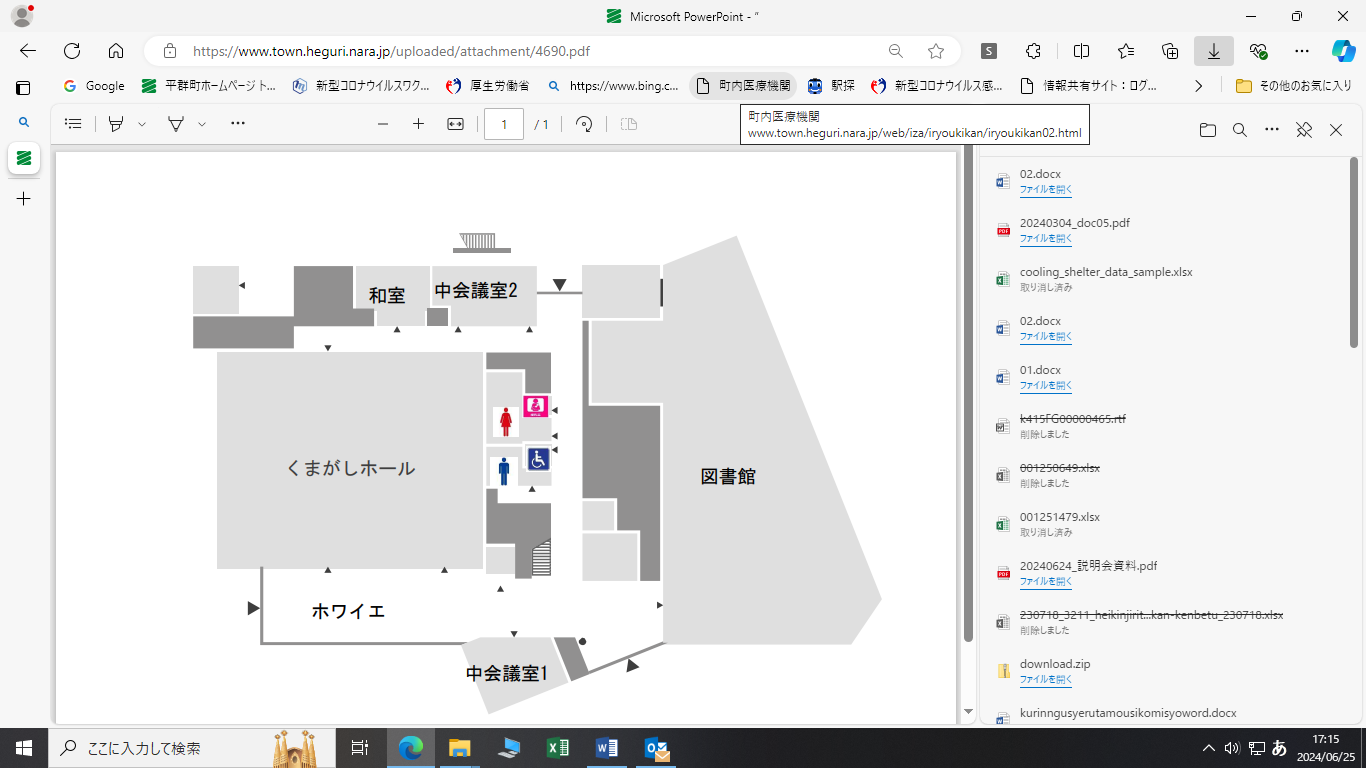 Microsoft PowerPoint - "
https://www.town.heguri.nara.jp/uploaded/attachment/4690.pdf
S
Google
平群町ホームページ ト...
新型コロナウイルスワク...
厚生労働省
https://www.bing.c...
町内医療機関
駅探
新型コロナウイルス感...
情報共有サイト：ログ...
その他のお気に入り
1
/ 1
町内医療機関
www.town.heguri.nara.jp/web/iza/iryoukikan/iryoukikan02.html
和室
中会議室2
くまがしホール
図書館
ホワイエ
中会議室1
02.docx
ファイルを開く
20240304_doc05.pdf
ファイルを開く
cooling_shelter_data_sample.xlsx
取り消し済み
02.docx
ファイルを開く
01.docx
ファイルを開く
k415FG00000465.rtf
削除しました
001250649.xlsx
削除しました
001251479.xlsx
取り消し済み
20240624_説明会資料.pdf
ファイルを開く
230718_3211_heikinjirit...kan-kenbetu_230718.xlsx
削除しました
download.zip
ファイルを開く
kurinngusyerutamousikomisyoword.docx
ここに入力して検索
あ
17:15
2024/06/25